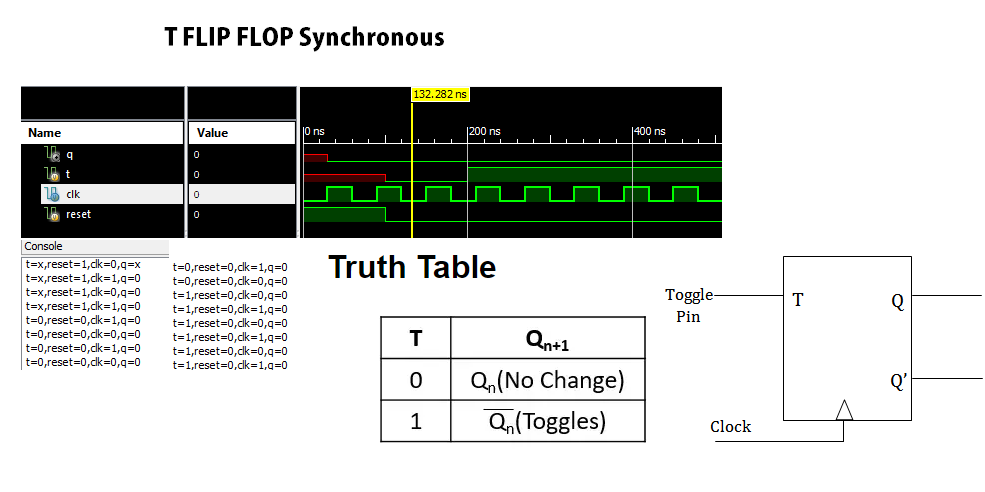 T FLIP FLOP Synchronous
132.282 ns
Name
Value
0 ns
200 ns
400 ns
q
0
t
0
clk
0
reset
0
Console
t=x,reset=1,clk=0,q=x
t=x,reset=1,clk=1,q=0
t=x,reset=1,clk=0,q=0
t=x,reset=1,clk=1,q=0
t=0,reset=0,clk=1,q=0
t=0,reset=0,clk=0,q=0
t=0,reset=0,clk=1,q=0
t=0,reset=0,clk=0,q=0
t=0,reset=0,clk=1,q=0
t=0,reset=0,clk=0,q=0
t=1,reset=0,clk=0,q=0
t=1,reset=0,clk=1,q=0
t=1,reset=0,clk=0,q=0
t=1,reset=0,clk=1,q=0
t=1,reset=0,clk=0,q=0
t=1,reset=0,clk=1,q=0
Truth Table
T
Qn+1
0
Qn(No Change)
1
Q̅n(Toggles)
Toggle
Pin
T
Q
Q’
Clock